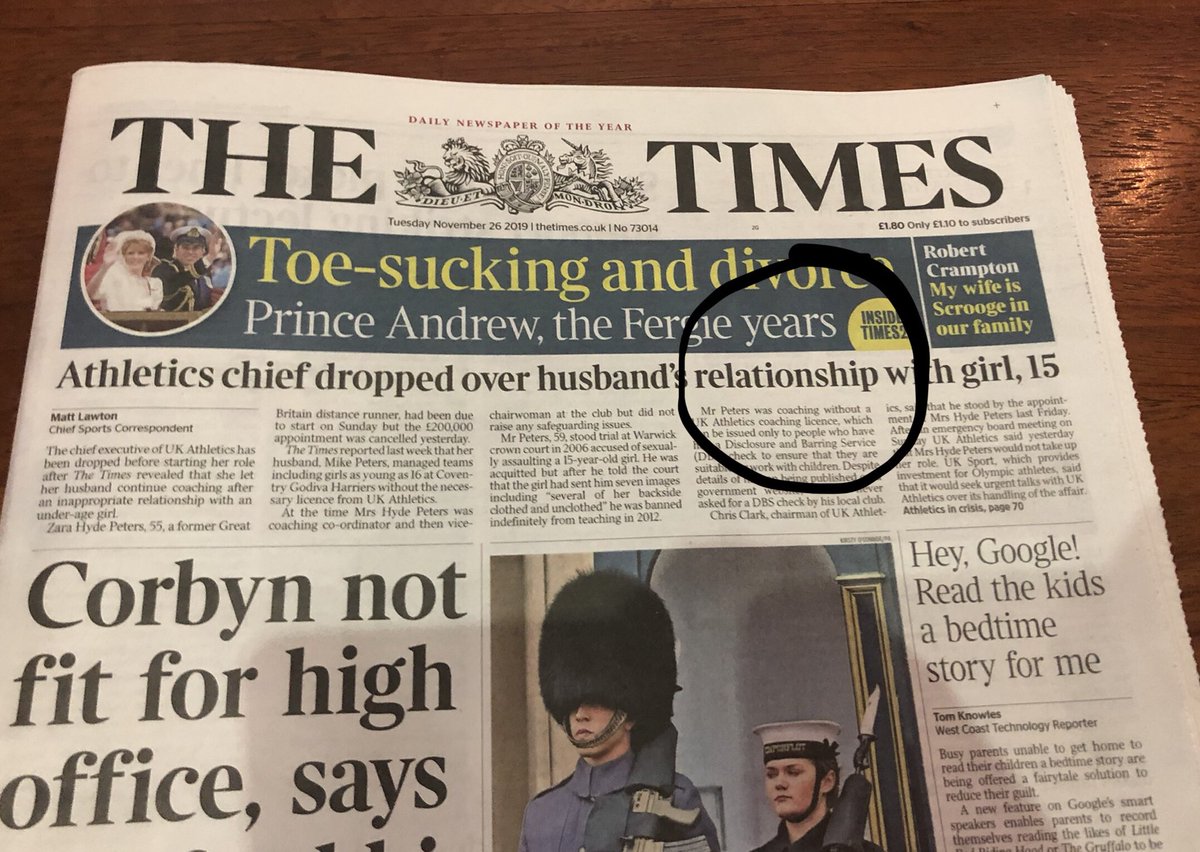 DAILY NEWSPAPER OF THE YEAR
THE TIMES
DIEU ET MON DROIT
Tuesday November 26 2019 | thetimes.co.uk | No 73014
2G
£1.80 Only £1.10 to subscribers
Toe-sucking and divorce
Prince Andrew, the Fergie years
INSIDE
TIMES2
Robert
Crampton
My wife is
Scrooge in
our family
Athletics chief dropped over husband's relationship with girl, 15
Matt Lawton
Chief Sports Correspondent
The chief executive of UK Athletics has
been dropped before starting her role
after The Times revealed that she let
her husband continue coaching after
an inappropriate relationship with an
under-age girl.
Zara Hyde Peters, 55, a former Great
Britain distance runner, had been due
to start on Sunday but the £200,000
appointment was cancelled yesterday.
The Times reported last week that her
husband, Mike Peters, managed teams
including girls as young as 16 at Coven-
try Godiva Harriers without the neces-
sary licence from UK Athletics.
At the time Mrs Hyde Peters was
coaching co-ordinator and then vice-
chairwoman at the club but did not
raise any safeguarding issues.
Mr Peters, 59, stood trial at Warwick
crown court in 2006 accused of sexual-
ly assaulting a 15-year-old girl. He was
acquitted but after he told the court
that the girl had sent him seven images
including "several of her backside
clothed and unclothed" he was banned
indefinitely from teaching in 2012.
Mr Peters was coaching without a
UK Athletics coaching licence, which
can be issued only to people who have
a Disclosure and Barring Service
(DBS) check to ensure that they are
suitable work with children. Despite
details of being published
government never
asked for a DBS check by his local club.
Chris Clark, chairman of UK Athlet-
ics, said that he stood by the appoint-
ment Mrs Hyde Peters last Friday.
After emergency board meeting on
Sunday UK Athletics said yesterday
Mrs Hyde Peters would not take up
her role. UK Sport, which provides
investment for Olympic athletes, said
that it would seek urgent talks with UK
Athletics over its handling of the affair.
Athletics in crisis, page 70
Corbyn not
fit for high
office, says
Hey, Google!
Read the kids
a bedtime
story for me
Tom Knowles
West Coast Technology Reporter
Busy parents unable to get home to
read their children a bedtime story are
being offered a fairytale solution to
reduce their guilt.
A new feature on Google's smart
speakers enables parents to record
themselves reading the likes of Little
Red Riding Hood or The Gruffalo to be